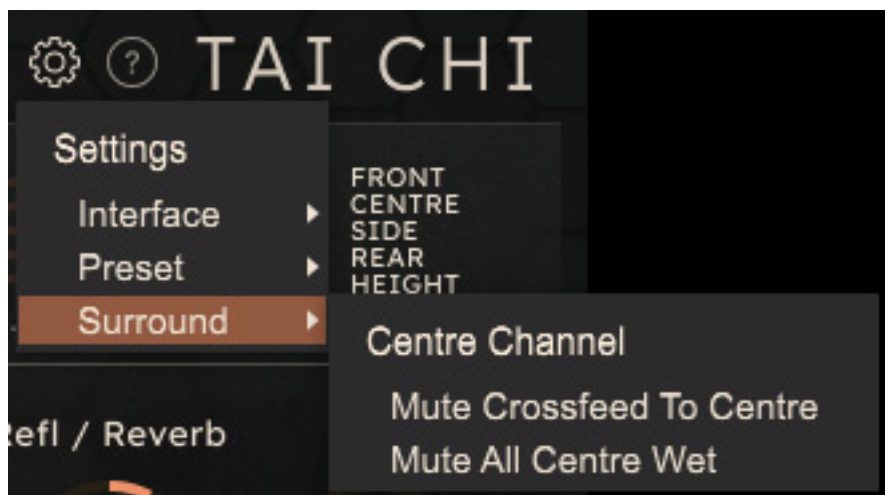 ? TAI CHI
Settings
Interface
Preset
Surround
FRONT
CENTRE
SIDE
REAR
HEIGHT
Centre Channel
Mute Crossfeed To Centre
Mute All Centre Wet
/ Reverb